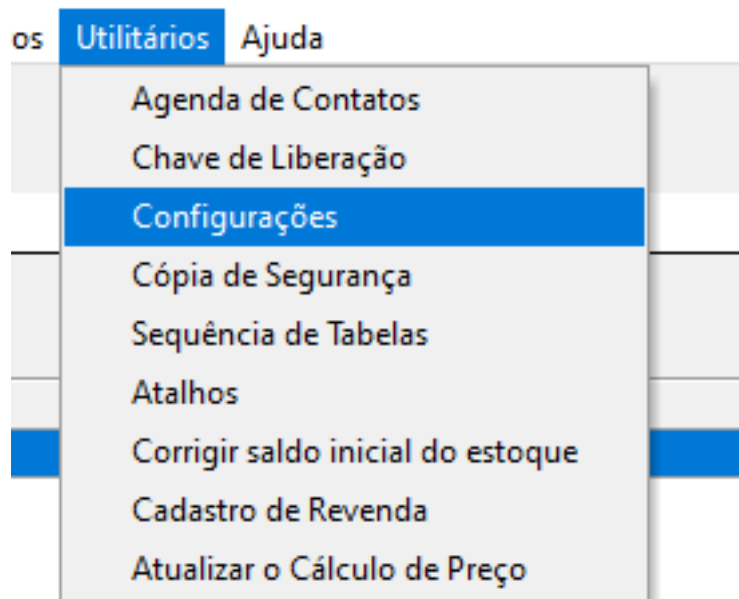 os Utilitários Ajuda
Agenda de Contatos
Chave de Liberação
Configurações
Cópia de Segurança
Sequência de Tabelas
Atalhos
Corrigir saldo inicial do estoque
Cadastro de Revenda
Atualizar o Cálculo de Preço